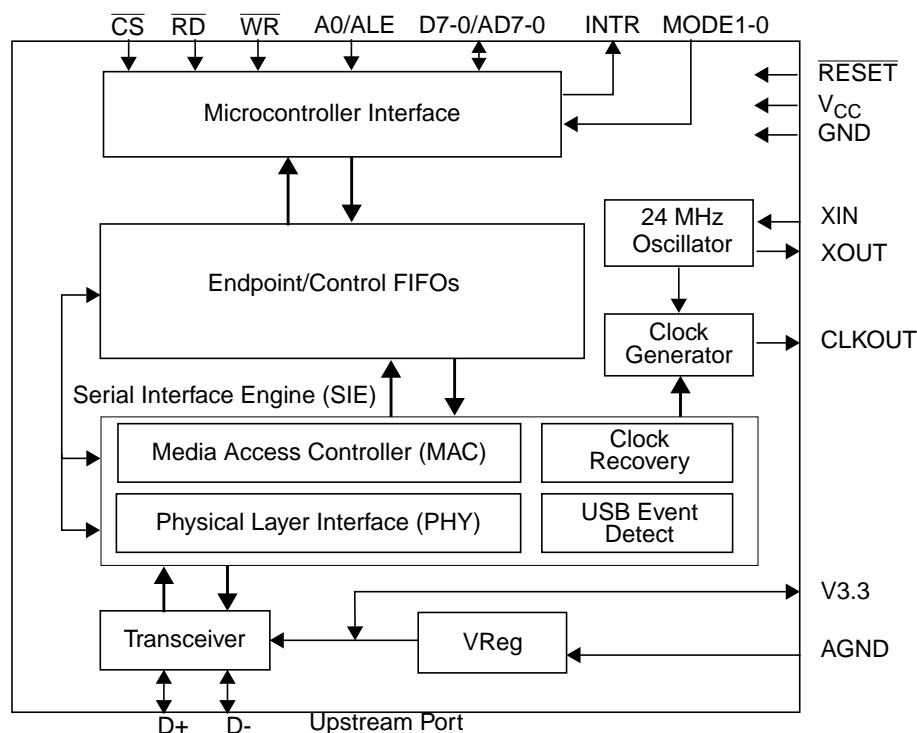 CS RD WR A0/ALE D7-0/AD7-0 INTR MODE1-0
RESET
VCC
GND
Microcontroller Interface
24 MHz
Oscillator
XIN
XOUT
Endpoint/Control FIFOs
Clock
Generator
CLKOUT
Serial Interface Engine (SIE)
Media Access Controller (MAC)
Clock
Recovery
Physical Layer Interface (PHY)
USB Event
Detect
V3.3
Transceiver
VReg
AGND
D+ D- Upstream Port